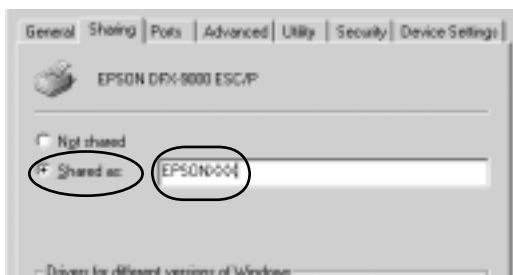 General Sharing Ports Advanced Utility Security Device Settings
EPSON DFX-9000 ESC/P
Not shared
Shared as: EPSONXXX
Drivers for different versions of Windows